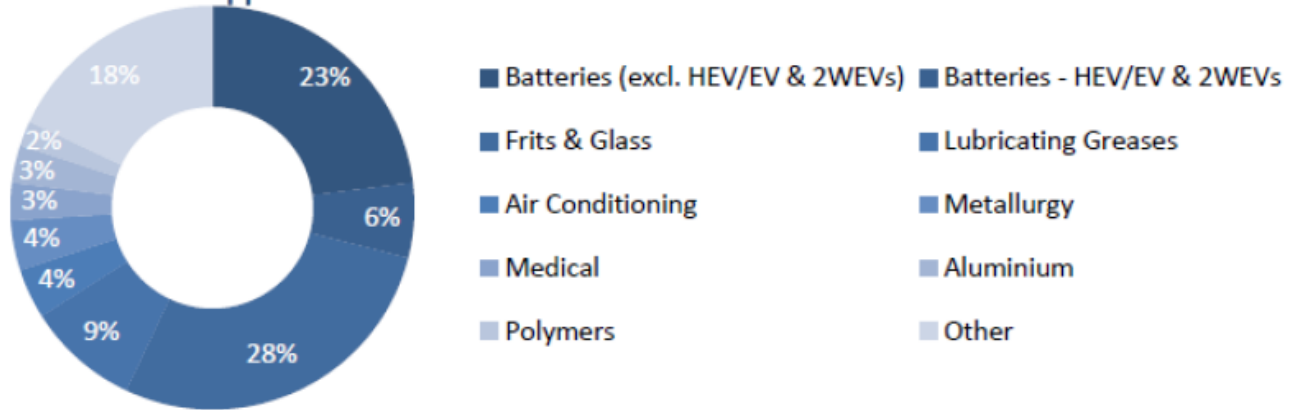 18%
23%
2%
3%
3%
4%
4%
9%
28%
6%
Batteries (excl. HEV/EV & 2WEVs) Batteries - HEV/EV & 2WEVs
Frits & Glass Lubricating Greases
Air Conditioning Metallurgy
Medical Aluminium
Polymers Other